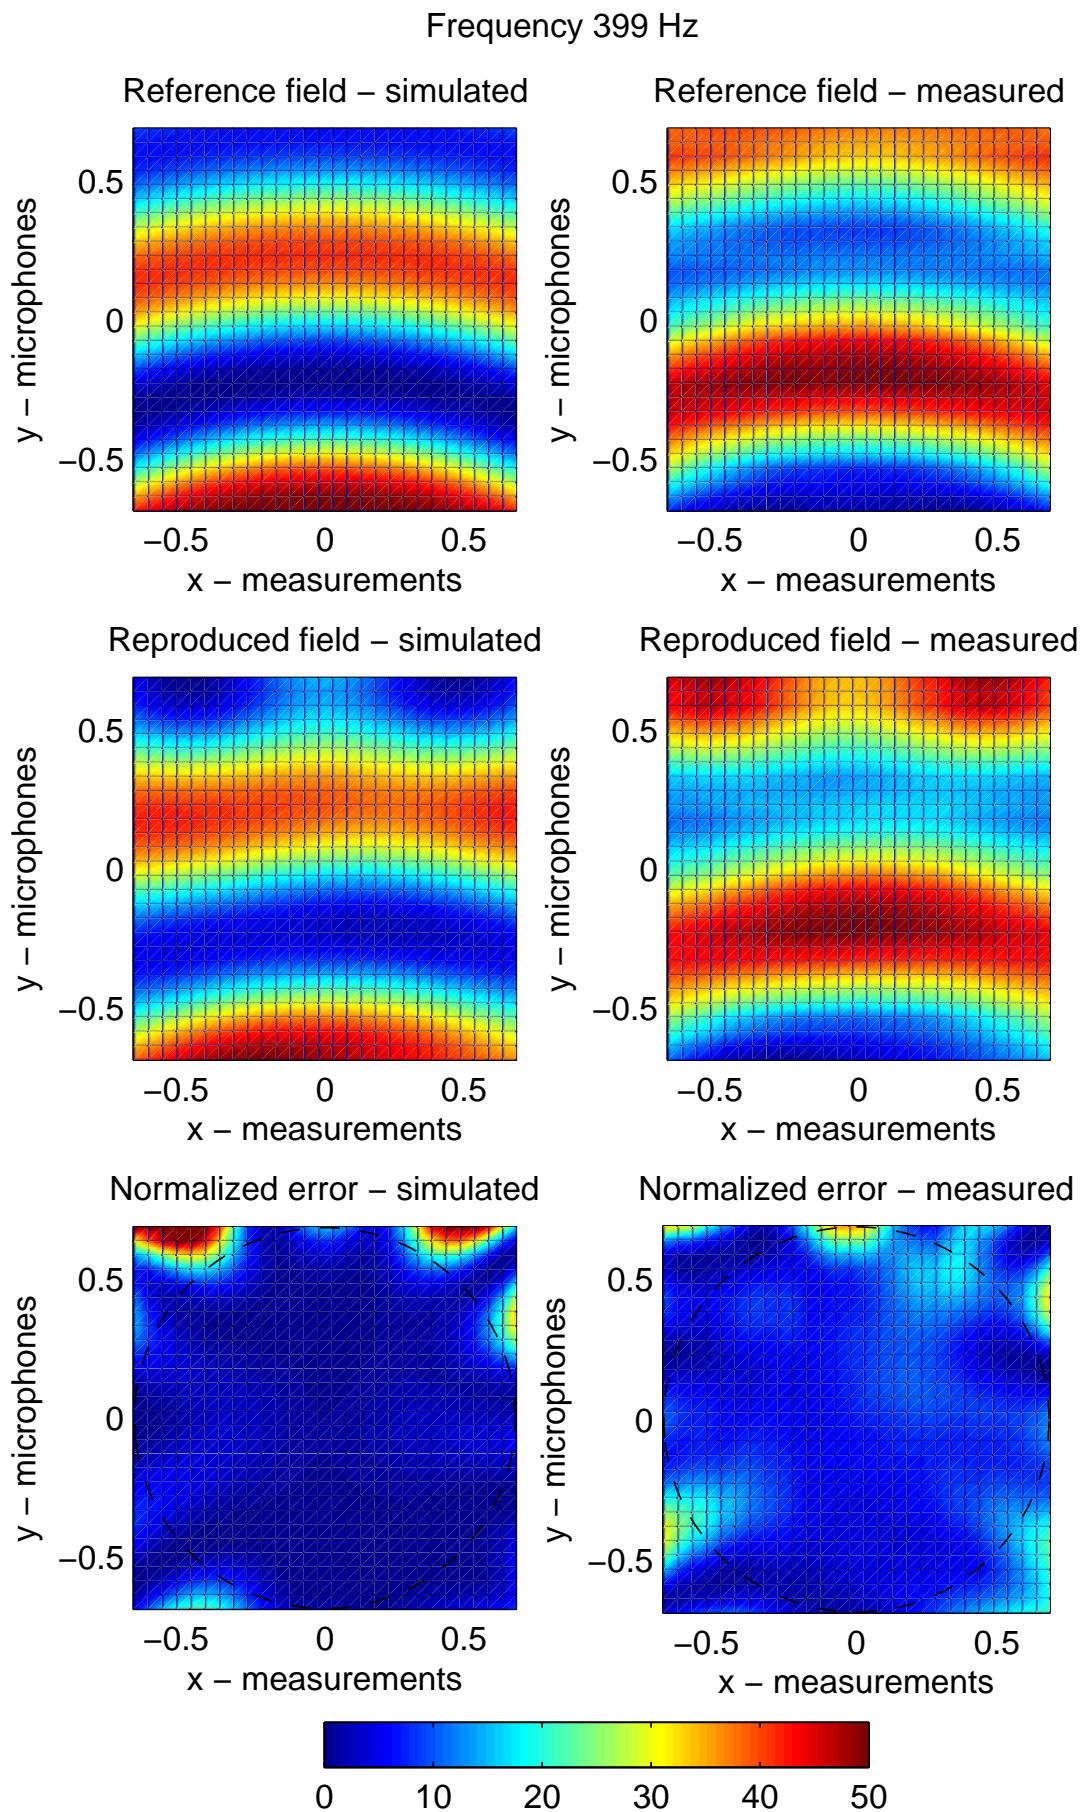 Frequency 399 Hz
Reference field − simulated
Reference field − measured
y − microphones
0.5
0
−0.5
−0.5 0 0.5
x − measurements
y − microphones
0.5
0
−0.5
−0.5 0 0.5
x − measurements
Reproduced field − simulated
Reproduced field − measured
y − microphones
0.5
0
−0.5
−0.5 0 0.5
x − measurements
y − microphones
0.5
0
−0.5
−0.5 0 0.5
x − measurements
Normalized error − simulated
Normalized error − measured
y − microphones
0.5
0
−0.5
−0.5 0 0.5
x − measurements
y − microphones
0.5
0
−0.5
−0.5 0 0.5
x − measurements
0 10 20 30 40 50